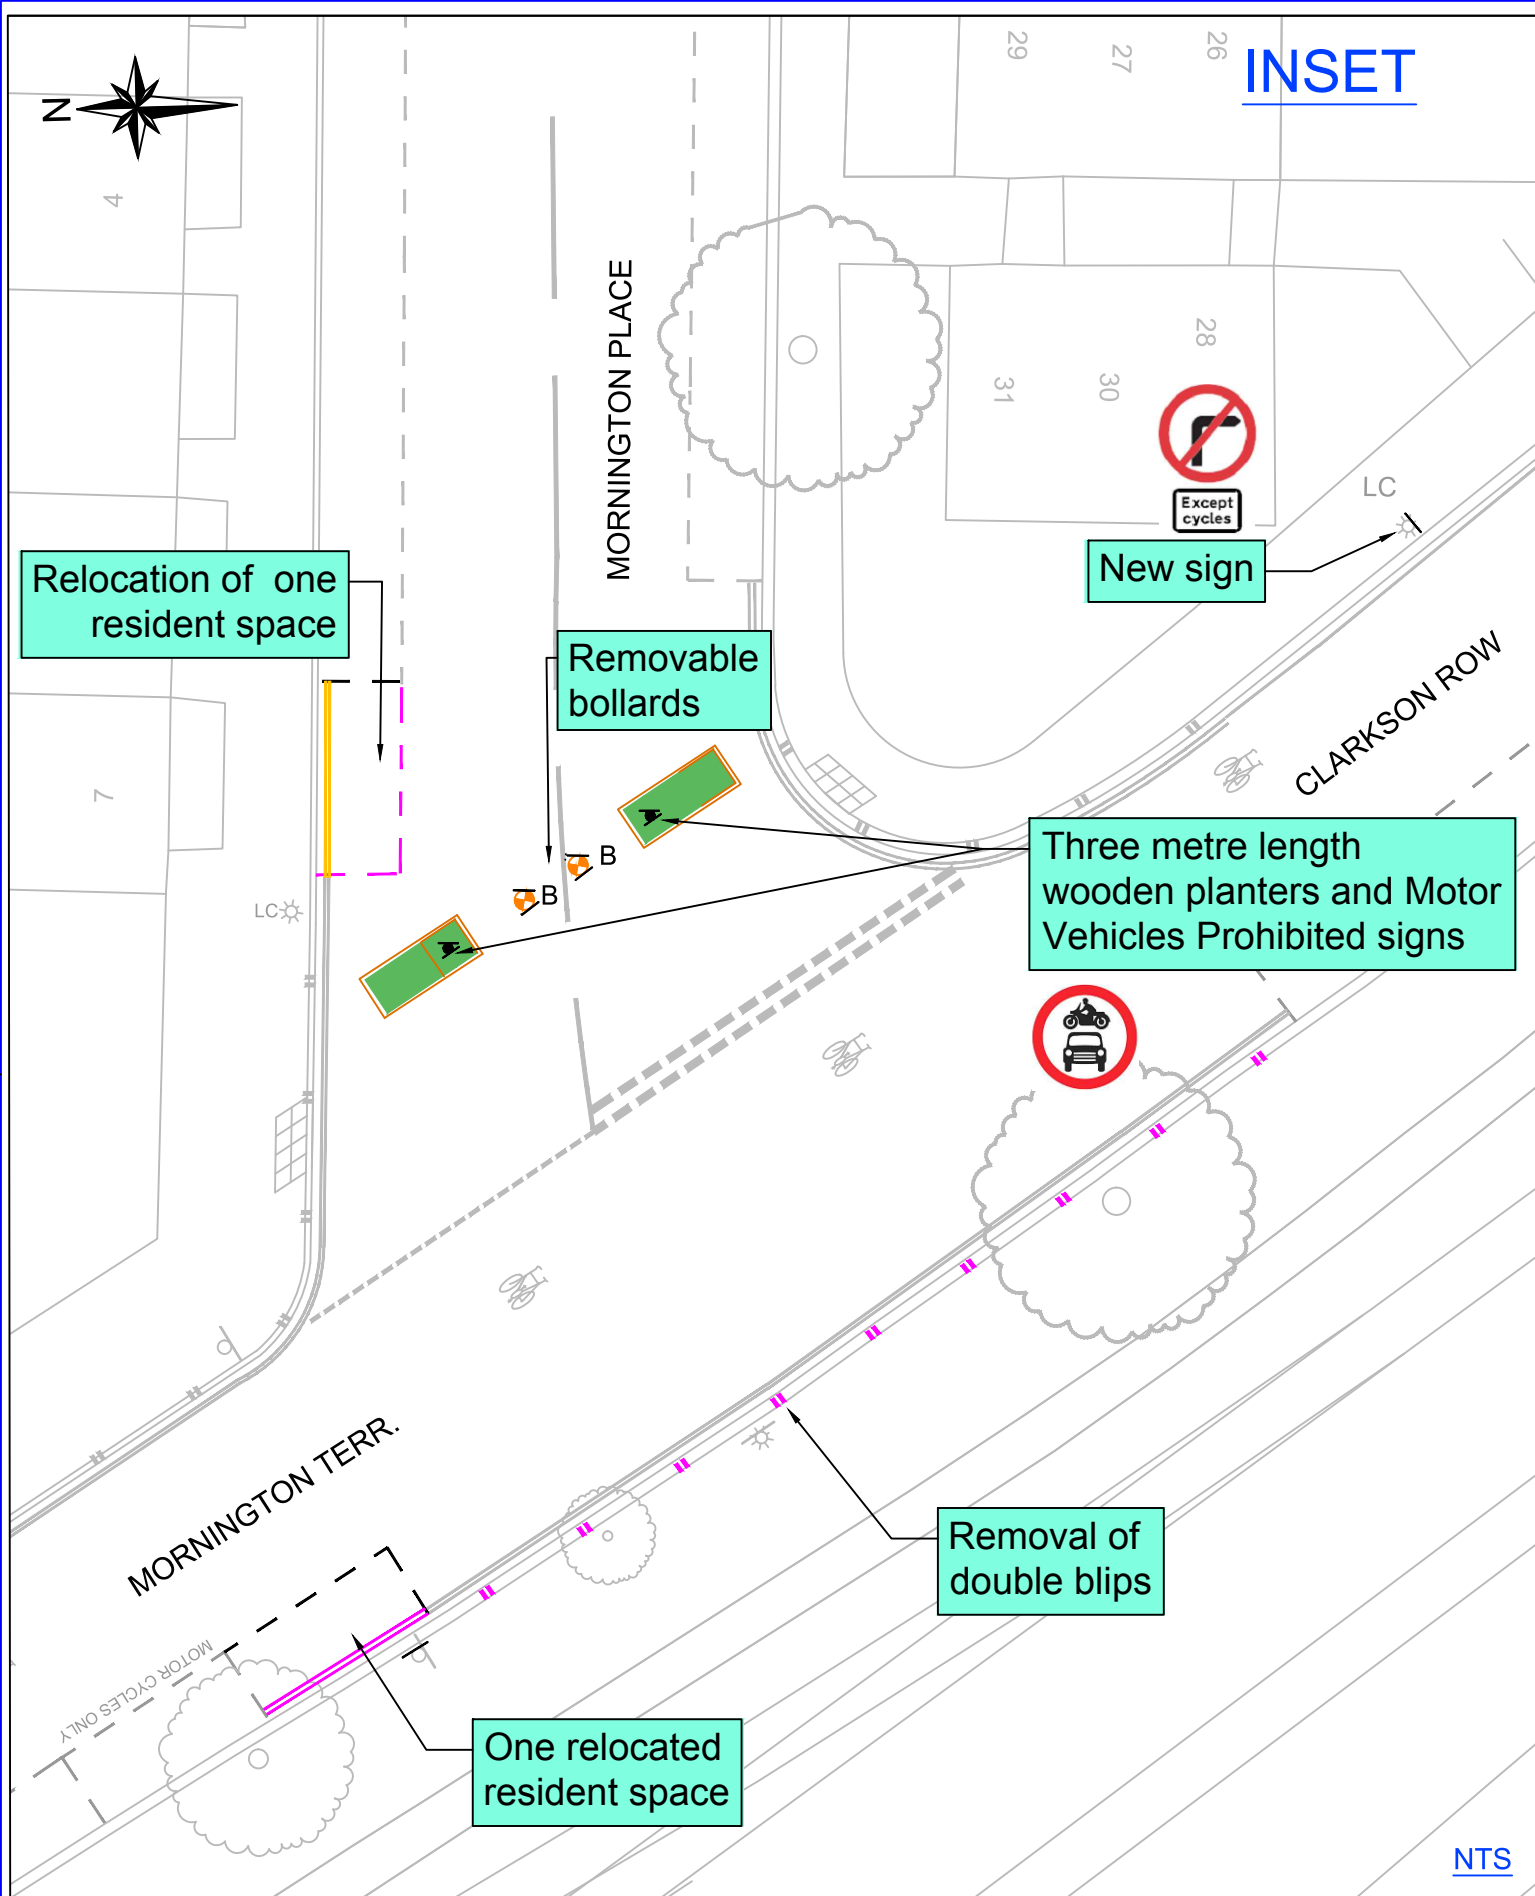 INSET
N
29
27
26
4
MORNINGTON PLACE
28
31
30
Except
cycles
LC
New sign
Relocation of one
resident space
Removable
bollards
CLARKSON ROW
7
B
B
LC
Three metre length
wooden planters and Motor
Vehicles Prohibited signs
MORNINGTON TERR.
Removal of
double blips
MOTOR CYCLES ONLY
One relocated
resident space
NTS